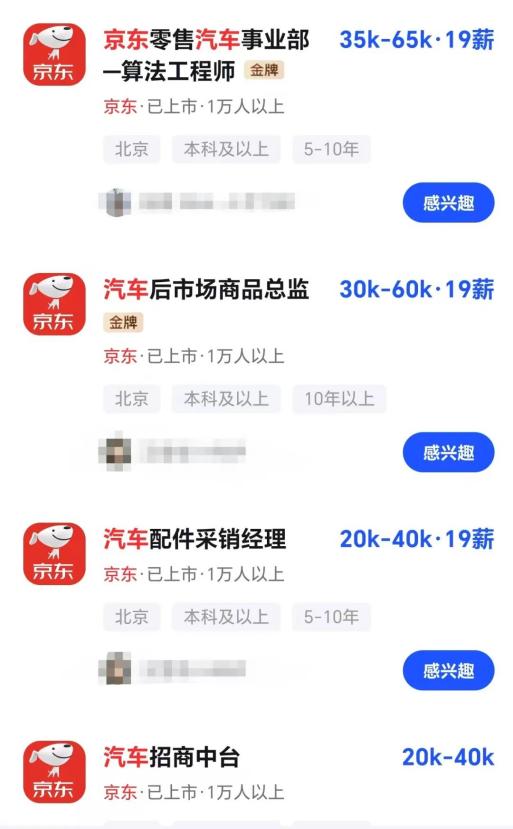 京东零售汽车事业部
—算法工程师 金牌
35k-65k·19薪
京东
京东·已上市·1万人以上
北京 本科及以上 5-10年
感兴趣
汽车后市场商品总监
金牌
30k-60k·19薪
京东
京东·已上市·1万人以上
北京 本科及以上 10年以上
感兴趣
汽车配件采销经理
20k-40k·19薪
京东
京东·已上市·1万人以上
北京 本科及以上 5-10年
感兴趣
汽车招商中台
20k-40k
京东
京东·已上市·1万人以上